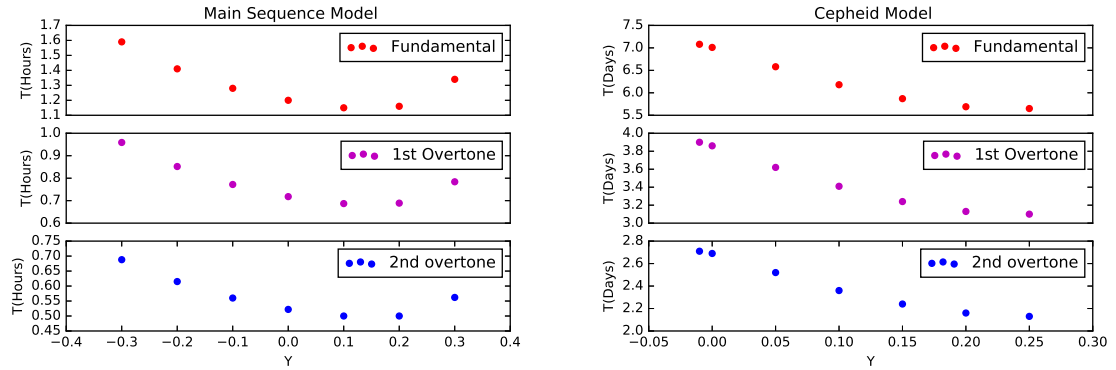 Main Sequence Model
1.7
1.6
1.5
1.4
1.3
1.2
1.1
T(Hours)
Fundamental
1.0
0.9
0.8
0.7
0.6
T(Hours)
1st Overtone
0.75
0.70
0.65
0.60
0.55
0.50
0.45
T(Hours)
2nd overtone
−0.4 −0.3 −0.2 −0.1 0.0 0.1 0.2 0.3 0.4
Y
Cepheid Model
7.5
7.0
6.5
6.0
5.5
T(Days)
Fundamental
4.0
3.8
3.6
3.4
3.2
3.0
T(Days)
1st Overtone
2.8
2.6
2.4
2.2
2.0
T(Days)
2nd overtone
−0.05 0.00 0.05 0.10 0.15 0.20 0.25 0.30
Y